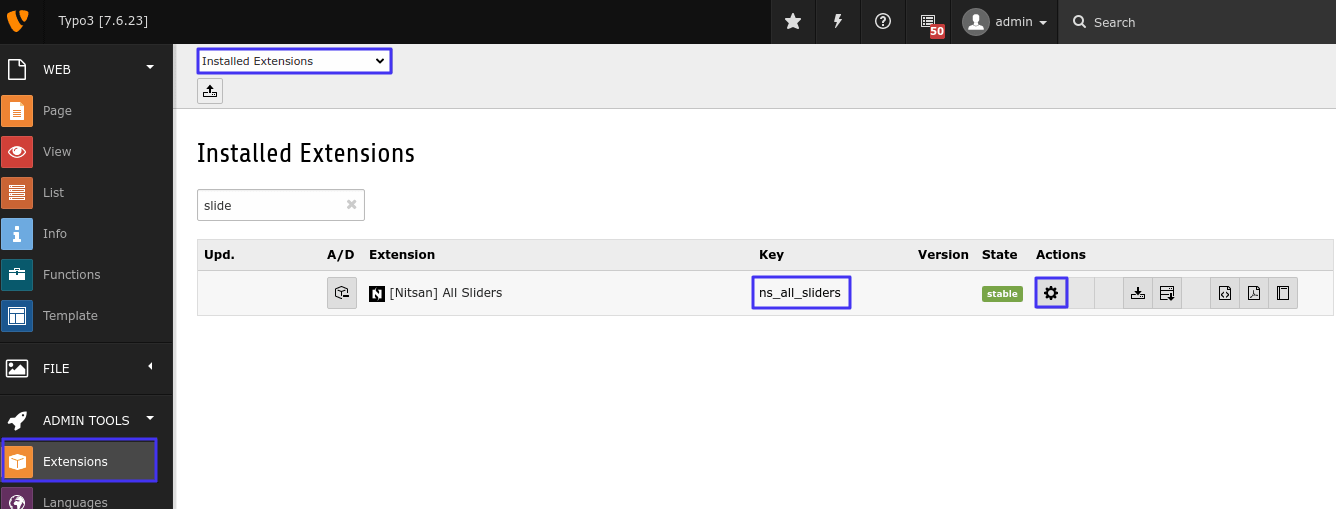 Typo3 [7.6.23]
50
admin
Search
WEB
Page
View
List
Info
Functions
Template
FILE
ADMIN TOOLS
Extensions
Languages
Installed Extensions
Installed Extensions
slide
Upd. A/D Extension Key Version State Actions
[Nitsan] All Sliders ns_all_sliders stable